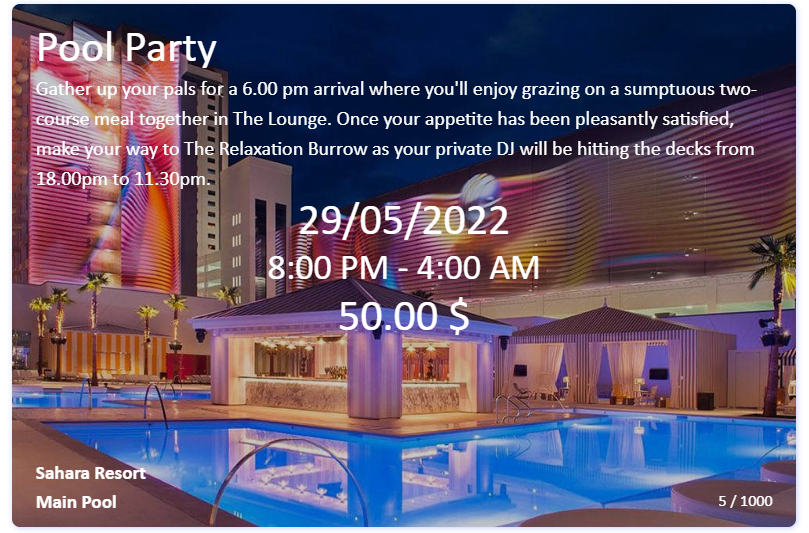 Pool Party
Gather up your pals for a 6.00 pm arrival where you'll enjoy grazing on a sumptuous two-
course meal together in The Lounge. Once your appetite has been pleasantly satisfied,
make your way to The Relaxation Burrow as your private DJ will be hitting the decks from
18.00pm to 11.30pm.
29/05/2022
8:00 PM - 4:00 AM
50.00 $
Sahara Resort
Main Pool
5 / 1000